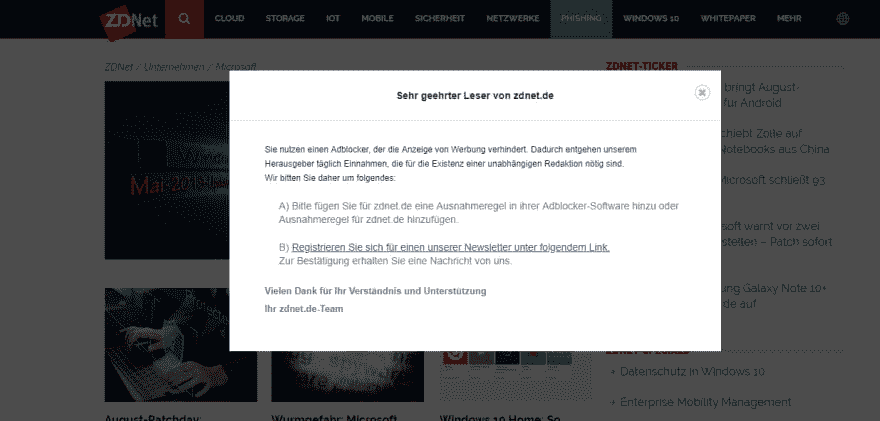 ZDNet
CLOUD STORAGE IOT MOBILE SICHERHEIT NETZWERKE PHISHING WINDOWS 10 WHITEPAPER MEHR
ZDNet / Unternehmen / Microsoft
ZDNET-TICKER
bringt August-
für Android
Zölle auf
Notebooks aus China
Microsoft schließt 93
warnt vor zwei
Patch sofort
Galaxy Note 10+
auf
Sehr geehrter Leser von zdnet.de
Sie nutzen einen Adblocker, der die Anzeige von Werbung verhindert. Dadurch entgehen unserem
Herausgeber täglich Einnahmen, die für die Existenz einer unabhängigen Redaktion nötig sind.
Wir bitten Sie daher um folgendes:
A) Bitte fügen Sie für zdnet.de eine Ausnahmeregel in ihrer Adblocker-Software hinzu oder
Ausnahmeregel für zdnet.de hinzufügen.
B) Registrieren Sie sich für einen unserer Newsletter unter folgendem Link.
Zur Bestätigung erhalten Sie eine Nachricht von uns.
Vielen Dank für Ihr Verständnis und Unterstützung
Ihr zdnet.de-Team
ZDNET-SPECIALS
Datenschutz in Windows 10
Enterprise Mobility Management
August-Patchday:
Wurmgefahr: Microsoft
Windows 10 Home: So